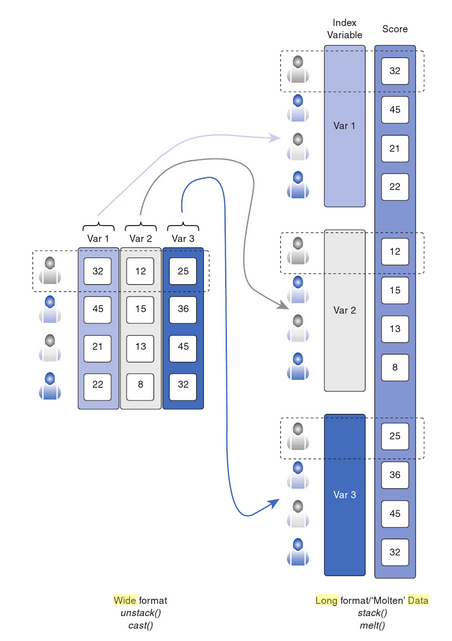 Index
Variable
Score
32
45
Var 1
21
22
12
15
Var 2
13
8
25
36
Var 3
45
32
Var 1 Var 2 Var 3
32 12 25
45 15 36
21 13 45
22 8 32
Wide format
unstack()
cast()
Long format/‘Molten’ Data
stack()
melt()